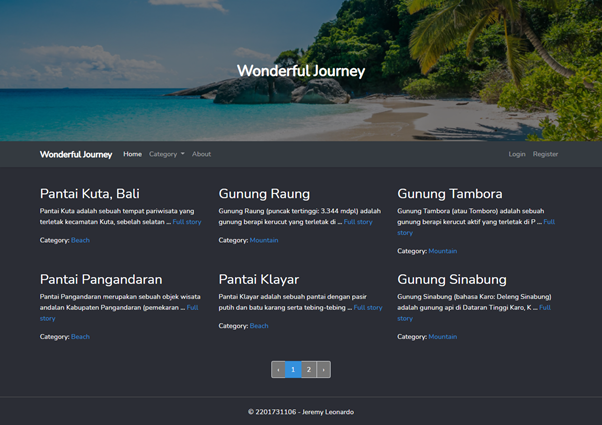 Wonderful Journey
Wonderful Journey Home Category About Login Register
Pantai Kuta, Bali
Pantai Kuta adalah sebuah tempat pariwisata yang
terletak kecamatan Kuta, sebelah selatan ... Full story
Category: Beach
Gunung Raung
Gunung Raung (puncak tertinggi: 3.344 mdpl) adalah
gunung berapi kerucut yang terletak di ... Full story
Category: Mountain
Gunung Tambora
Gunung Tambora (atau Tomboro) adalah sebuah
gunung berapi kerucut aktif yang terletak di P ... Full
story
Category: Mountain
Pantai Pangandaran
Pantai Pangandaran merupakan sebuah objek wisata
andalan Kabupaten Pangandaran (pemekaran ... Full
story
Category: Beach
Pantai Klayar
Pantai Klayar adalah sebuah pantai dengan pasir
putih dan batu karang serta tebing-tebing ... Full story
Category: Beach
Gunung Sinabung
Gunung Sinabung (bahasa Karo: Deleng Sinabung)
adalah gunung api di Dataran Tinggi Karo, K ... Full
story
Category: Mountain
‹ 1 2 ›
© 2201731106 - Jeremy Leonardo